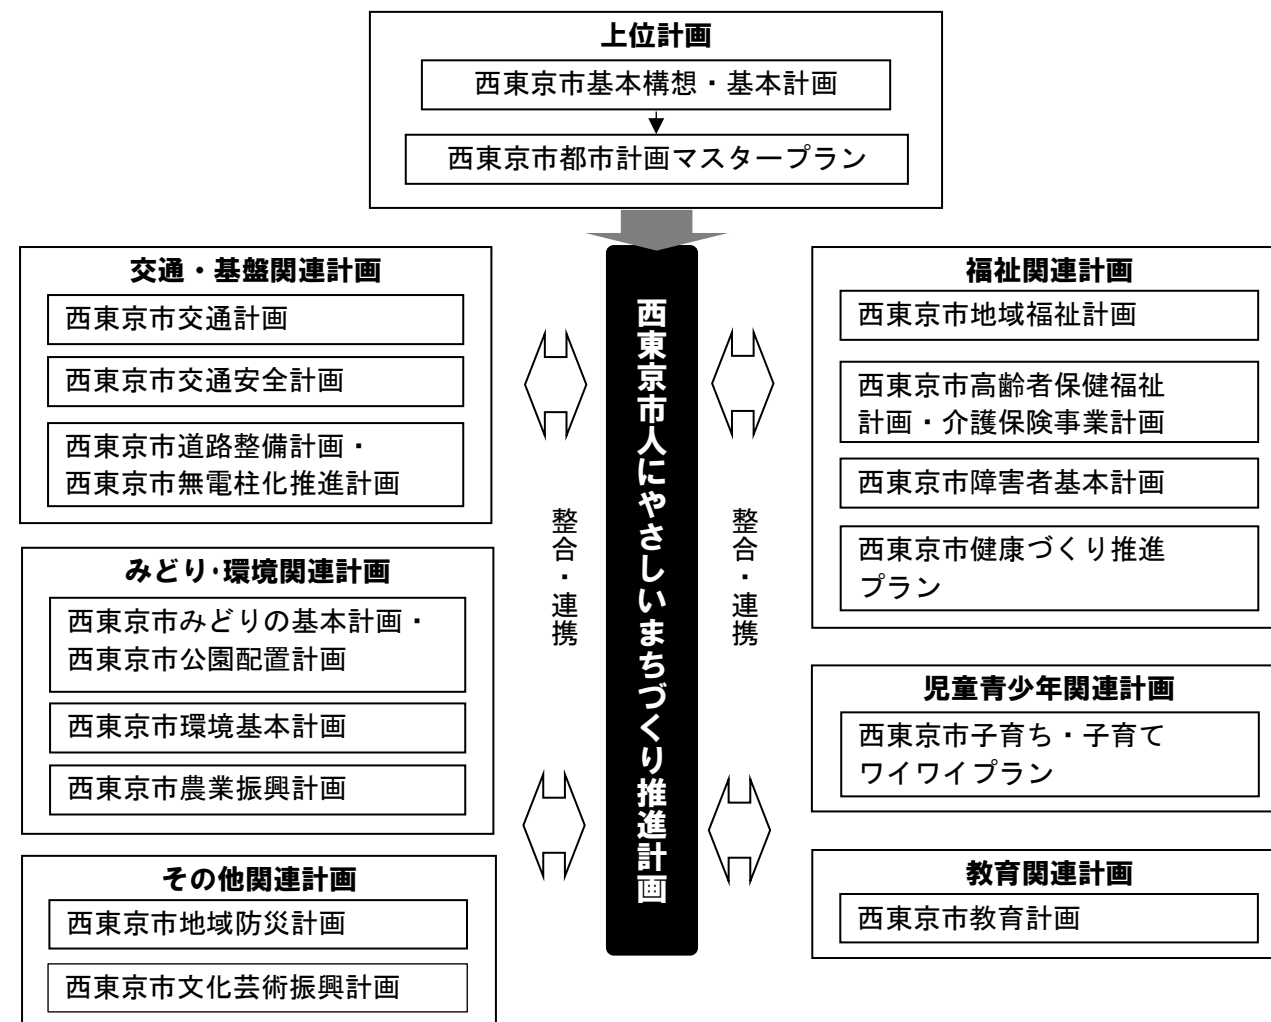 上位計画
西東京市基本構想・基本計画
西東京市都市計画マスタープラン
交通・基盤関連計画
西東京市交通計画
西東京市交通安全計画
西東京市道路整備計画・
西東京市無電柱化推進計画
みどり・環境関連計画
西東京市みどりの基本計画・
西東京市公園配置計画
西東京市環境基本計画
西東京市農業振興計画
その他関連計画
西東京市地域防災計画
西東京市文化芸術振興計画
整合・連携
西東京市人にやさしいまちづくり推進計画
整合・連携
福祉関連計画
西東京市地域福祉計画
西東京市高齢者保健福祉
計画・介護保険事業計画
西東京市障害者基本計画
西東京市健康づくり推進
プラン
児童青少年関連計画
西東京市子育ち・子育て
ワイワイプラン
教育関連計画
西東京市教育計画